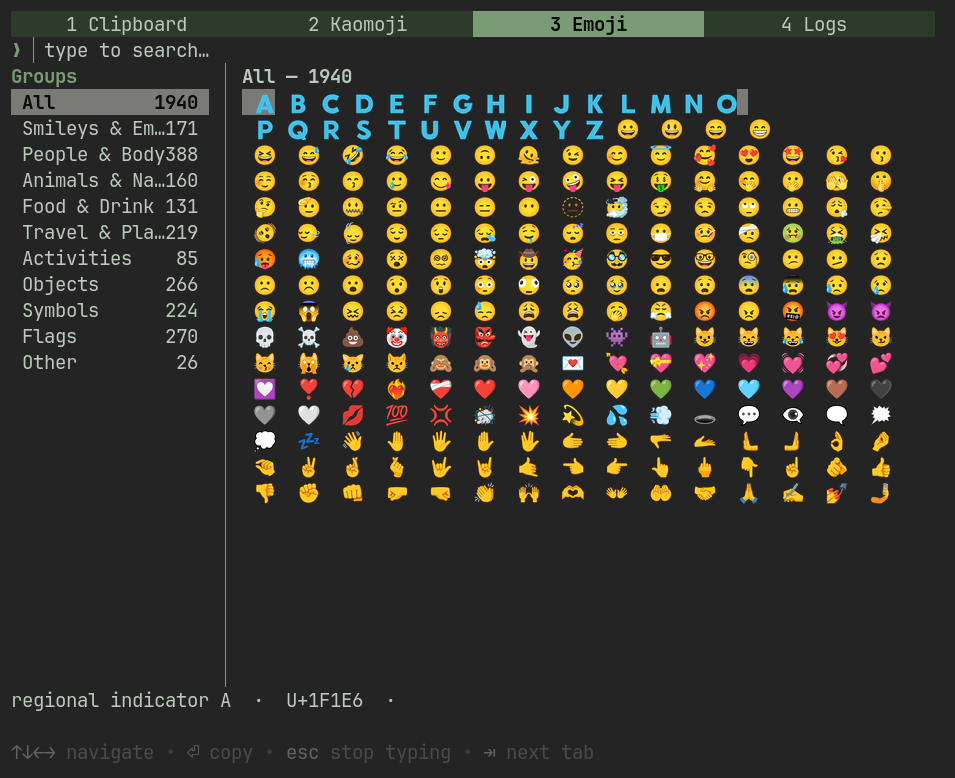 1 Clipboard 2 Kaomoji 3 Emoji 4 Logs
❫ type to search…
Groups
All 1940
Smileys & Em…171
People & Body388
Animals & Na…160
Food & Drink 131
Travel & Pla…219
Activities 85
Objects 266
Symbols 224
Flags 270
Other 26
All — 1940
A B C D E F G H I J K L M N O
P Q R S T U V W X Y Z
regional indicator A · U+1F1E6 ·
↑↓←→ navigate • ⏎ copy • esc stop typing • ⇥ next tab